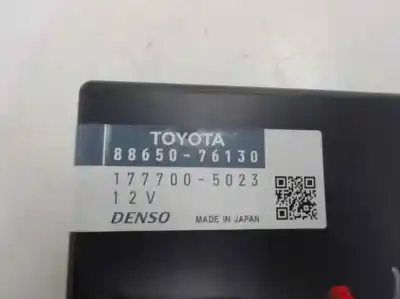 TOYOTA
88650-76130
177700-5023
12V
DENSO MADE IN JAPAN